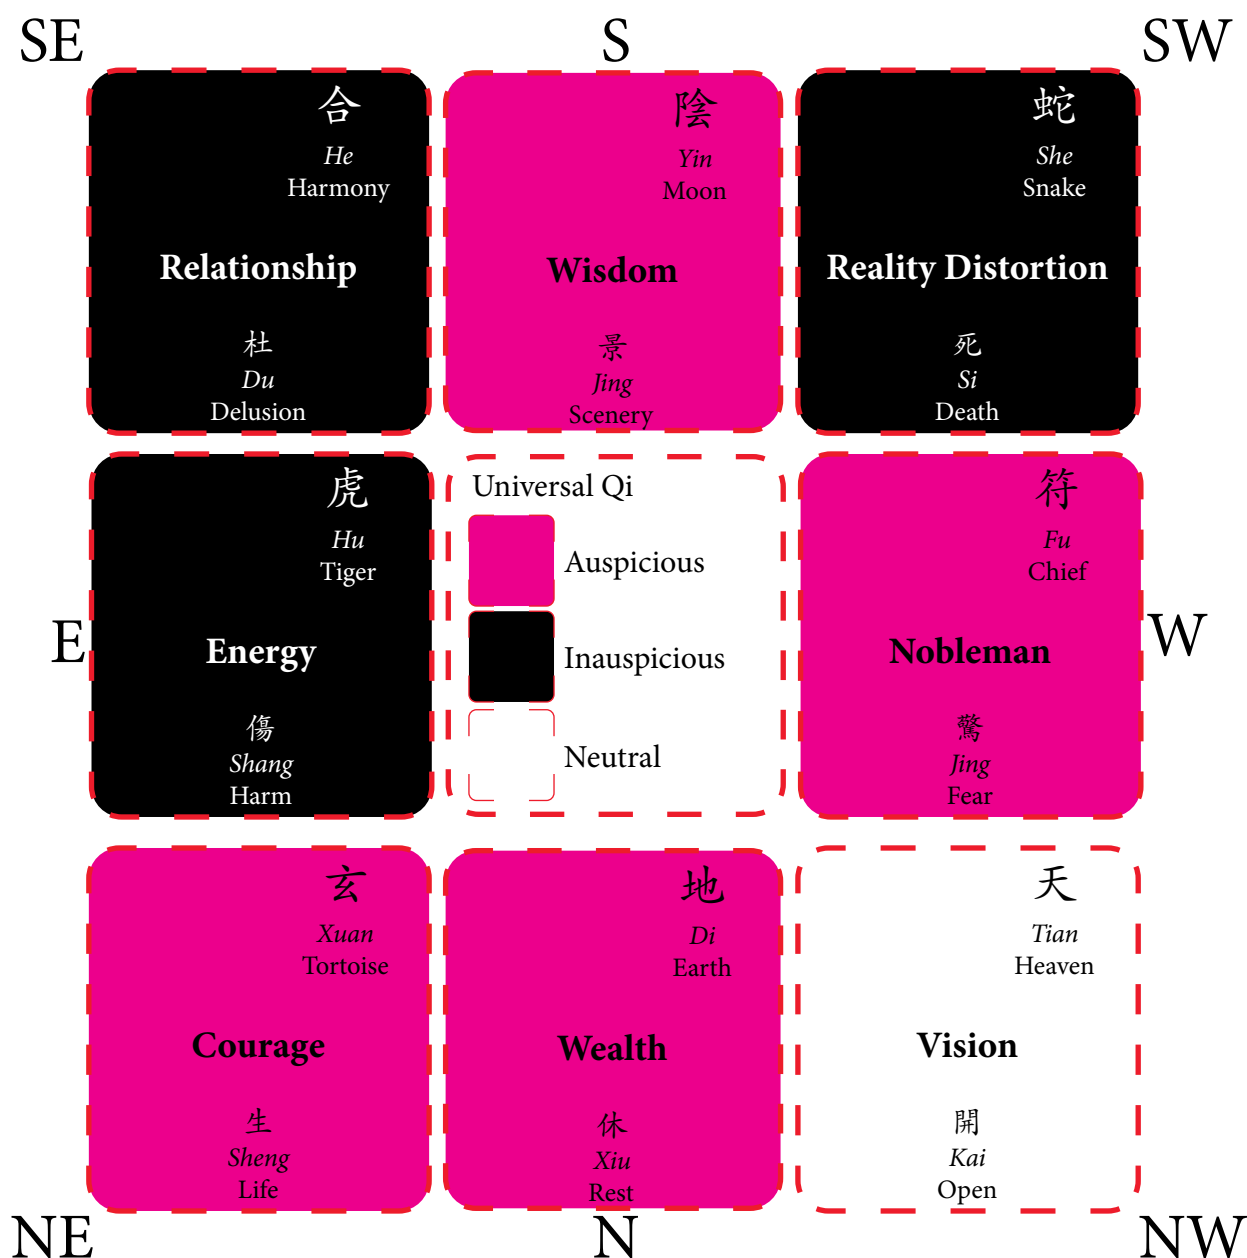 SE
S
SW
合
He
Harmony
Relationship
杜
Du
Delusion
陰
Yin
Moon
Wisdom
景
Jing
Scenery
蛇
She
Snake
Reality Distortion
死
Si
Death
E
虎
Hu
Tiger
Energy
傷
Shang
Harm
Universal Qi
Auspicious
Inauspicious
Neutral
符
Fu
Chief
Nobleman
驚
Jing
Fear
W
玄
Xuan
Tortoise
Courage
生
Sheng
Life
地
Di
Earth
Wealth
休
Xiu
Rest
天
Tian
Heaven
Vision
開
Kai
Open
NE
N
NW